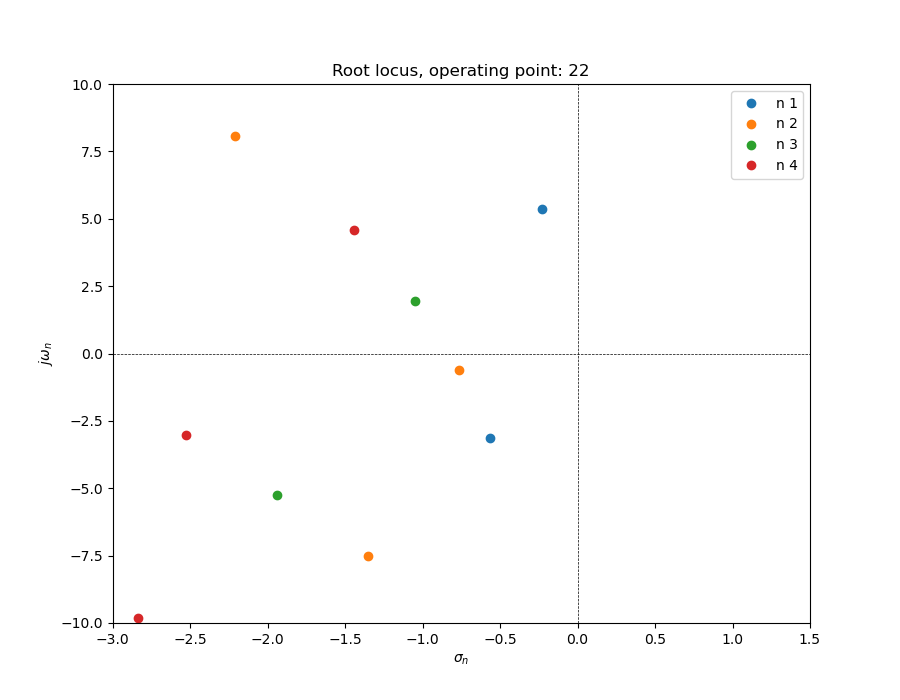 Root locus, operating point: 22
n 1
n 2
n 3
n 4
10.0
7.5
5.0
2.5
0.0
−2.5
−5.0
−7.5
−10.0
jωₙ
−3.0 −2.5 −2.0 −1.5 −1.0 −0.5 0.0 0.5 1.0 1.5
σₙ